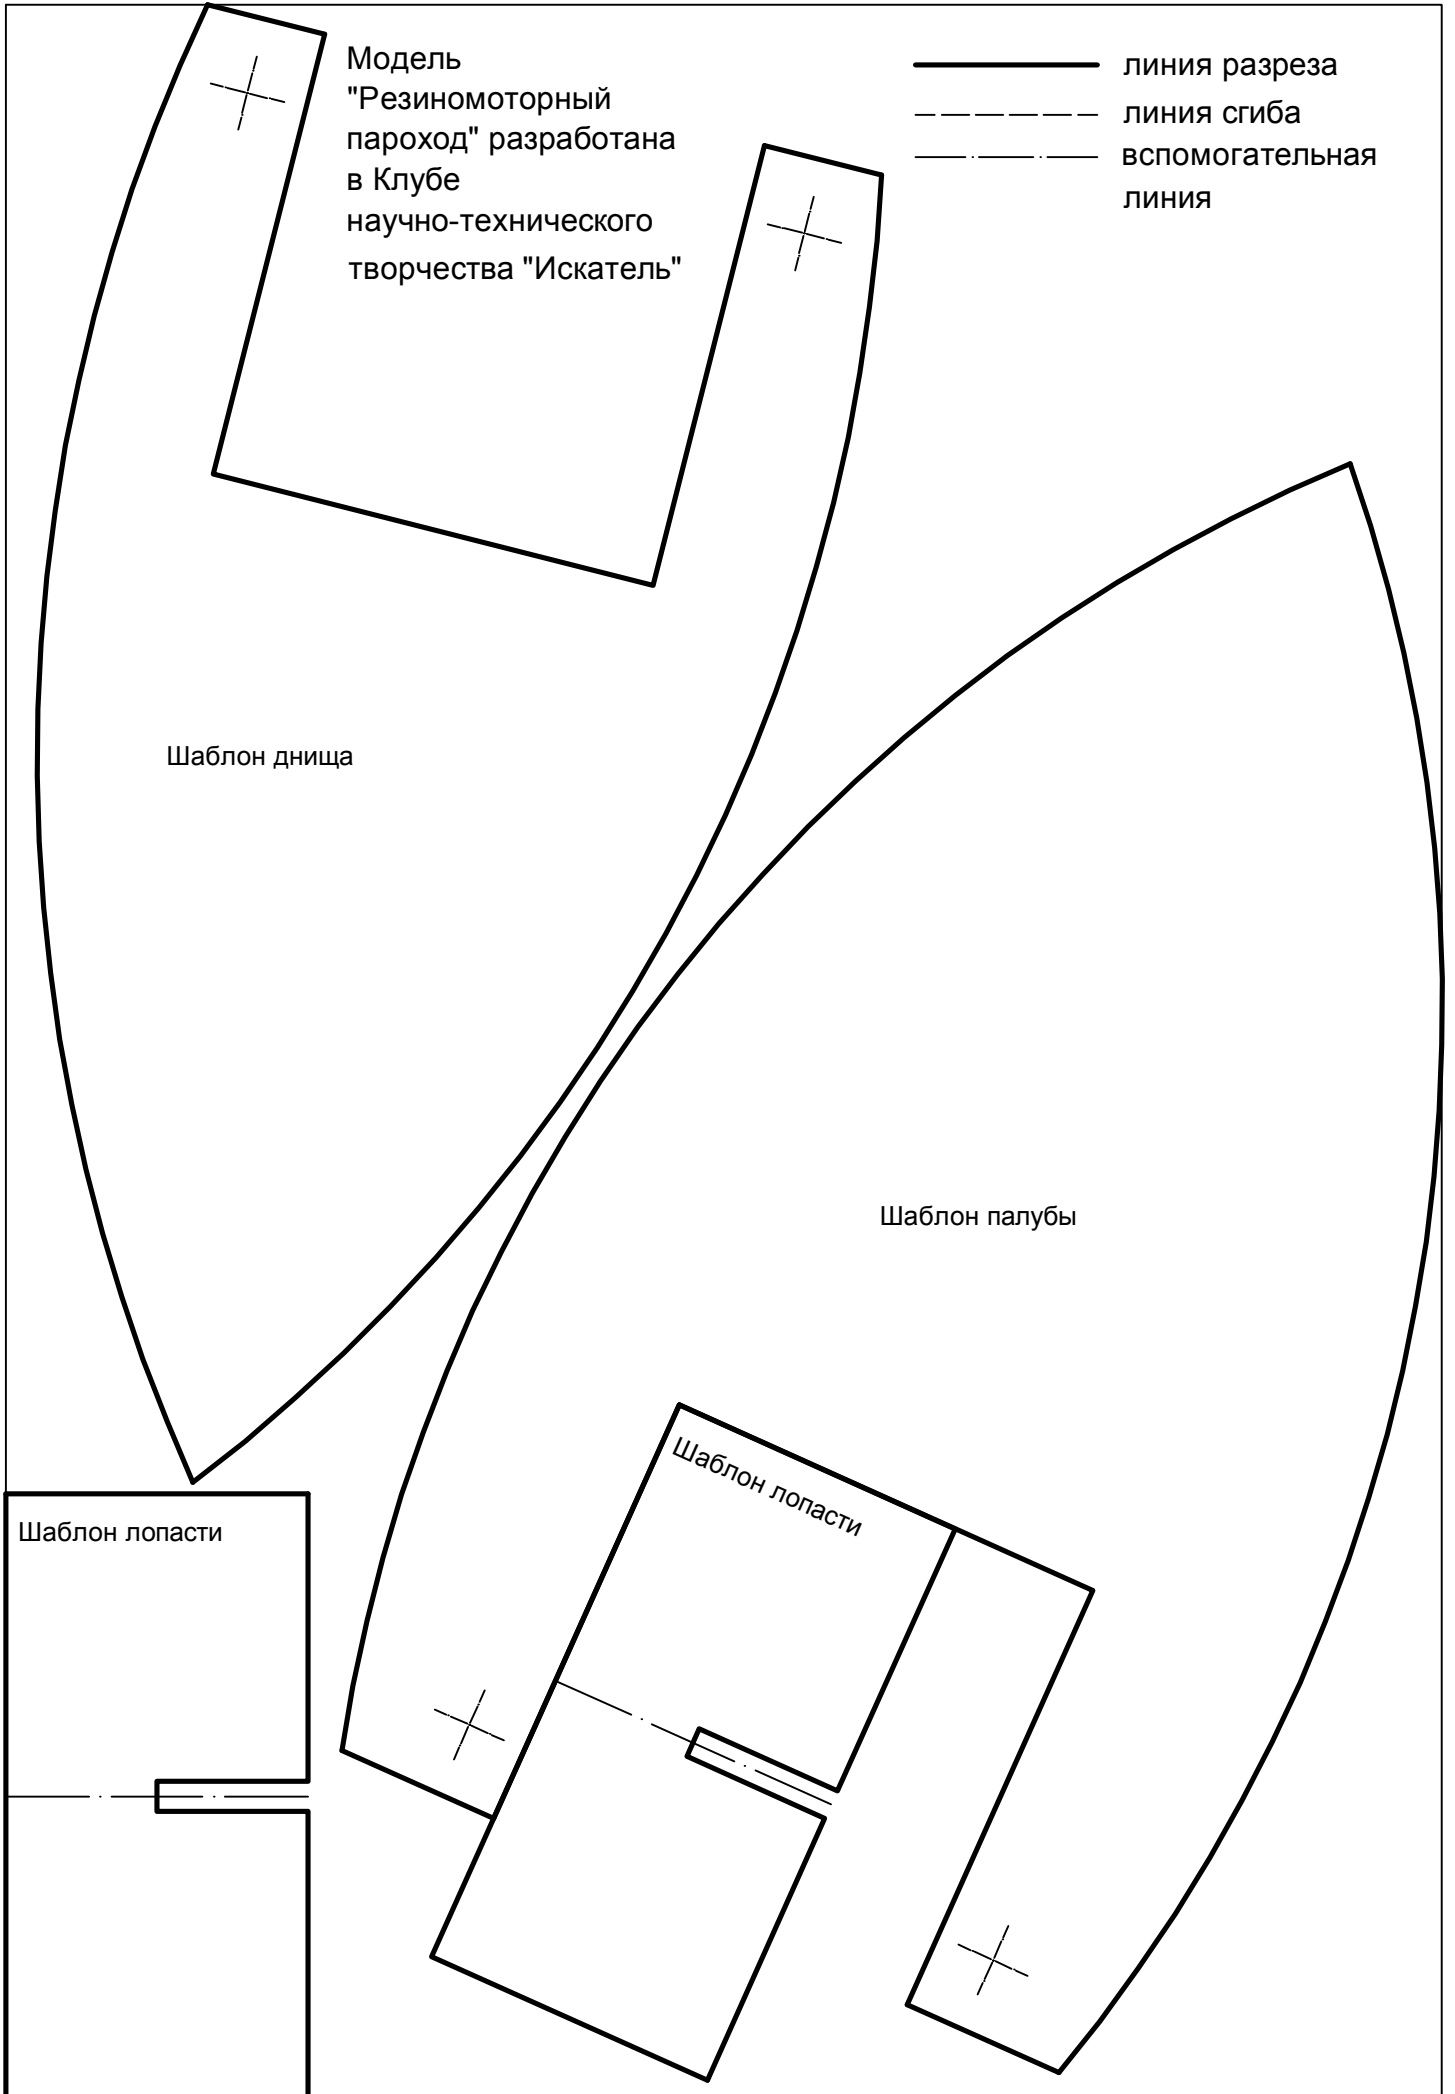 Модель
"Резиномоторный
пароход" разработана
в Клубе
научно-технического
творчества "Искатель"
линия разреза
линия сгиба
вспомогательная
линия
Шаблон днища
Шаблон палубы
Шаблон лопасти
Шаблон лопасти